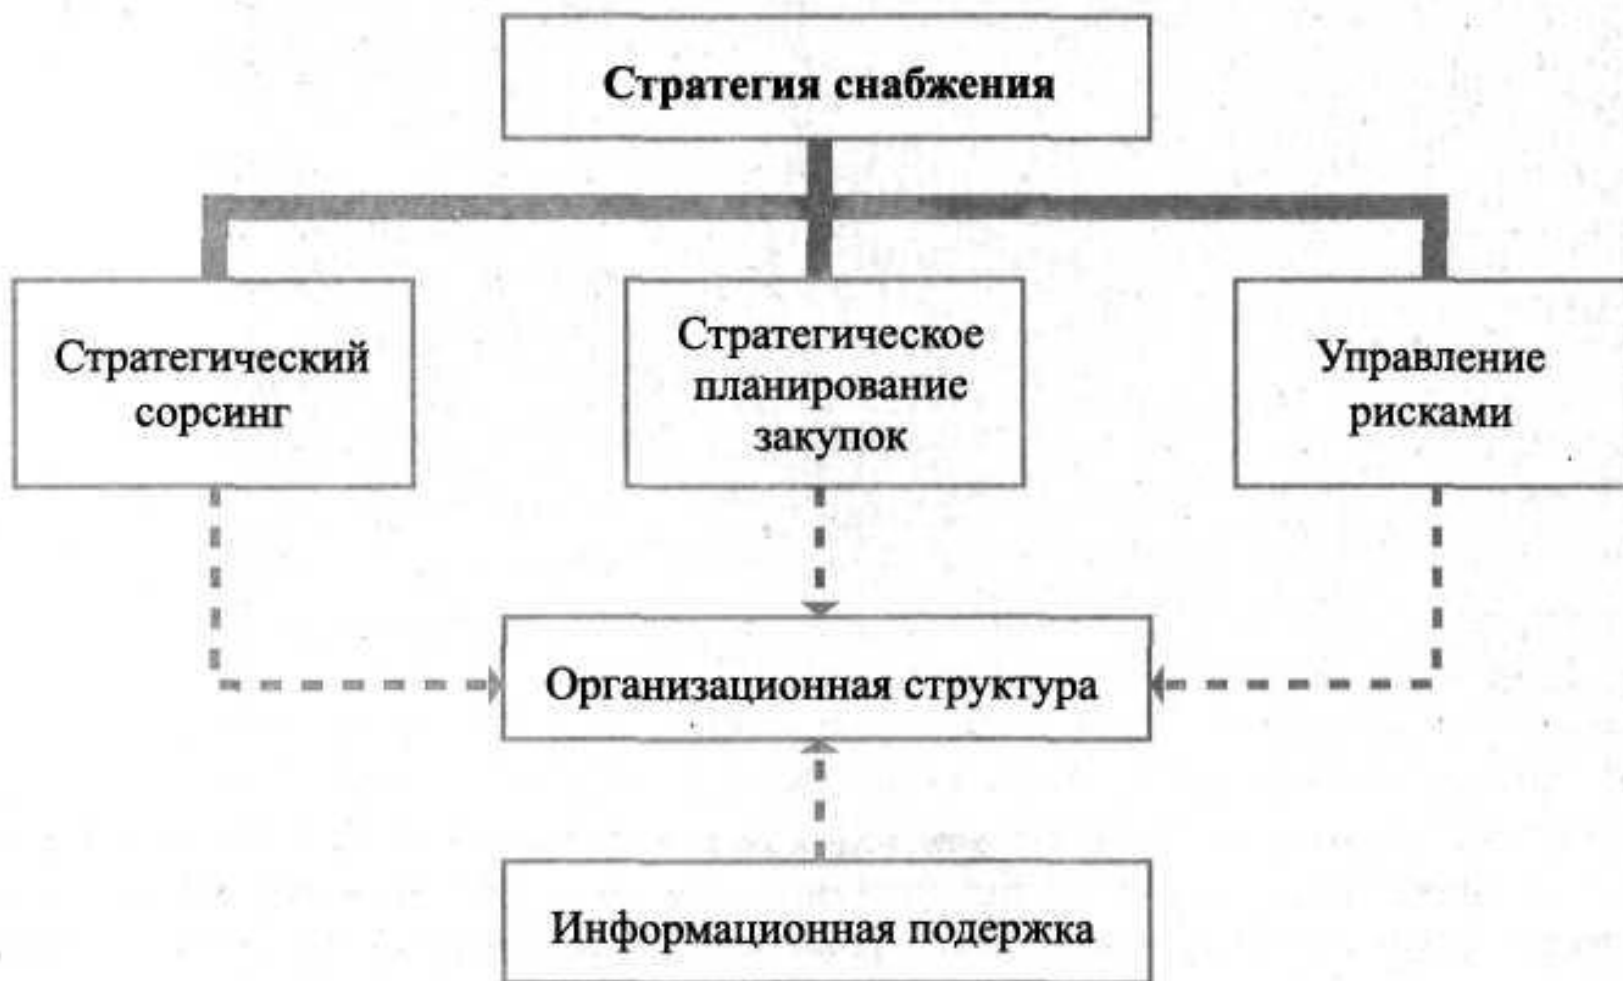 Стратегия снабжения
Стратегический
сорсинг
Стратегическое
планирование
закупок
Управление
рисками
Организационная структура
Информационная подержка